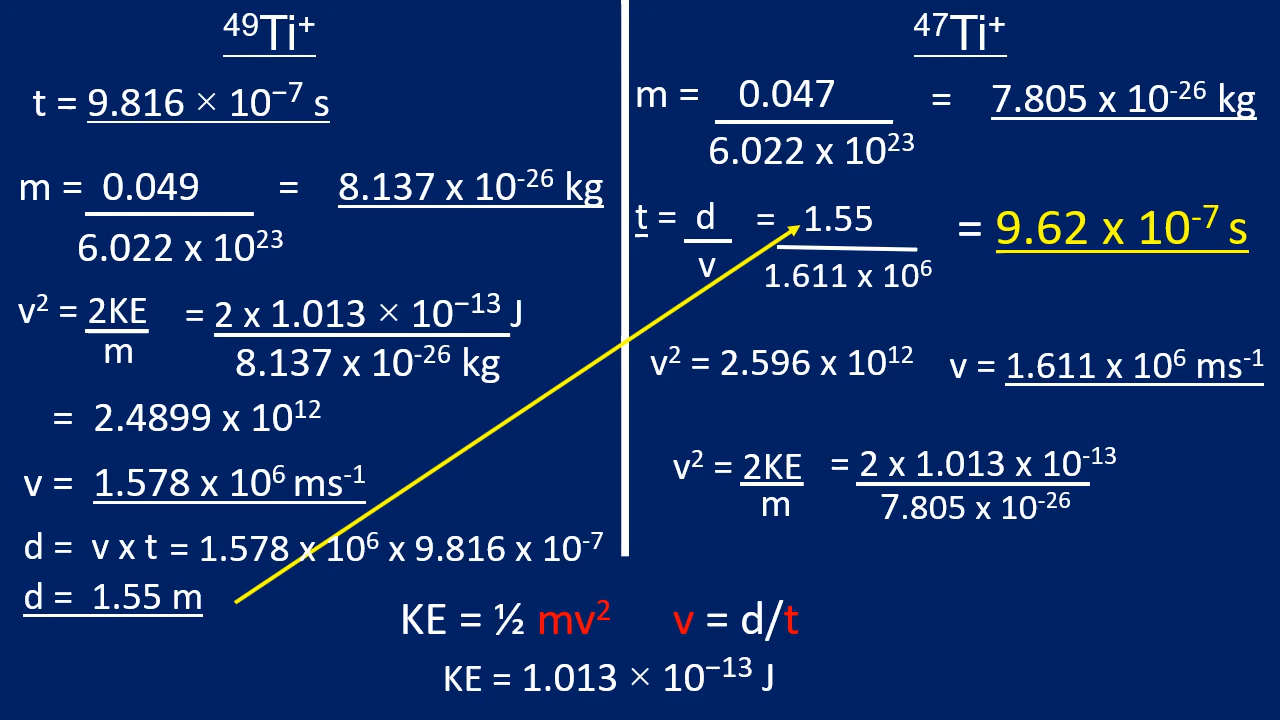 ⁴⁹Ti⁺
t = 9.816 × 10⁻⁷ s
m = 0.049 = 8.137 x 10⁻²⁶ kg
6.022 x 10²³
v² = 2KE = 2 x 1.013 × 10⁻¹³ J
m 8.137 x 10⁻²⁶ kg
= 2.4899 x 10¹²
v = 1.578 x 10⁶ ms⁻¹
d = v x t = 1.578 x 10⁶ x 9.816 x 10⁻⁷
d = 1.55 m
⁴⁷Ti⁺
m = 0.047 = 7.805 x 10⁻²⁶ kg
6.022 x 10²³
t = d = 1.55 = 9.62 x 10⁻⁷ s
v 1.611 x 10⁶
v² = 2.596 x 10¹² v = 1.611 x 10⁶ ms⁻¹
v² = 2KE = 2 x 1.013 x 10⁻¹³
m 7.805 x 10⁻²⁶
KE = ½ mv² v = d/t
KE = 1.013 × 10⁻¹³ J